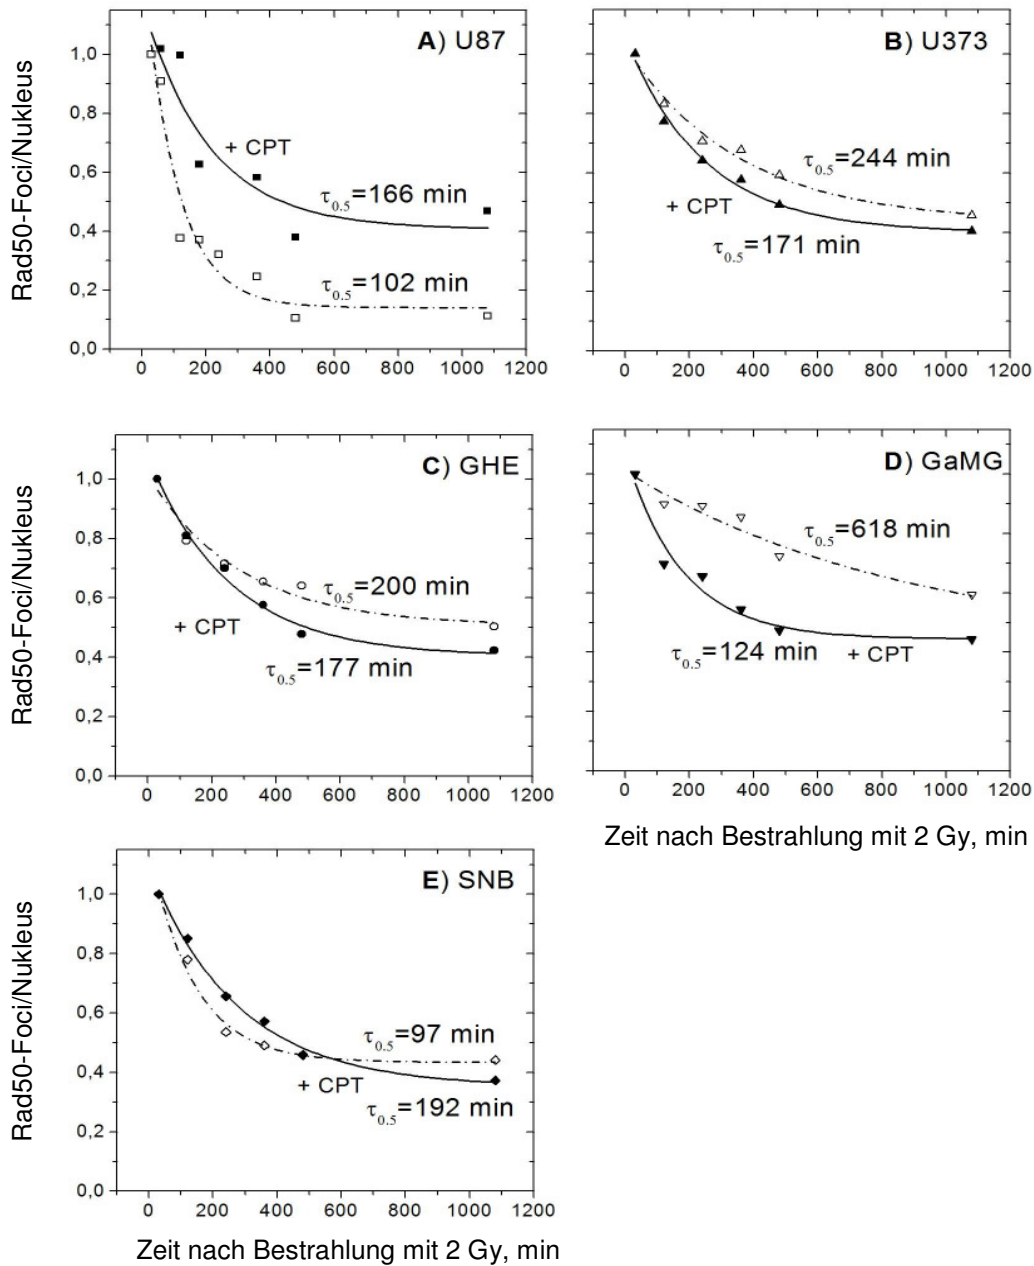 A) U87
Rad50-Foci/Nukleus
1,0
0,8
0,6
0,4
0,2
0,0
+ CPT
τ0.5=166 min
τ0.5=102 min
0 200 400 600 800 1000 1200
B) U373
τ0.5=244 min
+ CPT
τ0.5=171 min
0 200 400 600 800 1000 1200
C) GHE
Rad50-Foci/Nukleus
1,0
0,8
0,6
0,4
0,2
0,0
τ0.5=200 min
+ CPT
τ0.5=177 min
0 200 400 600 800 1000 1200
D) GaMG
τ0.5=618 min
τ0.5=124 min
+ CPT
0 200 400 600 800 1000 1200
Zeit nach Bestrahlung mit 2 Gy, min
E) SNB
Rad50-Foci/Nukleus
1,0
0,8
0,6
0,4
0,2
0,0
τ0.5=97 min
+ CPT
τ0.5=192 min
0 200 400 600 800 1000 1200
Zeit nach Bestrahlung mit 2 Gy, min